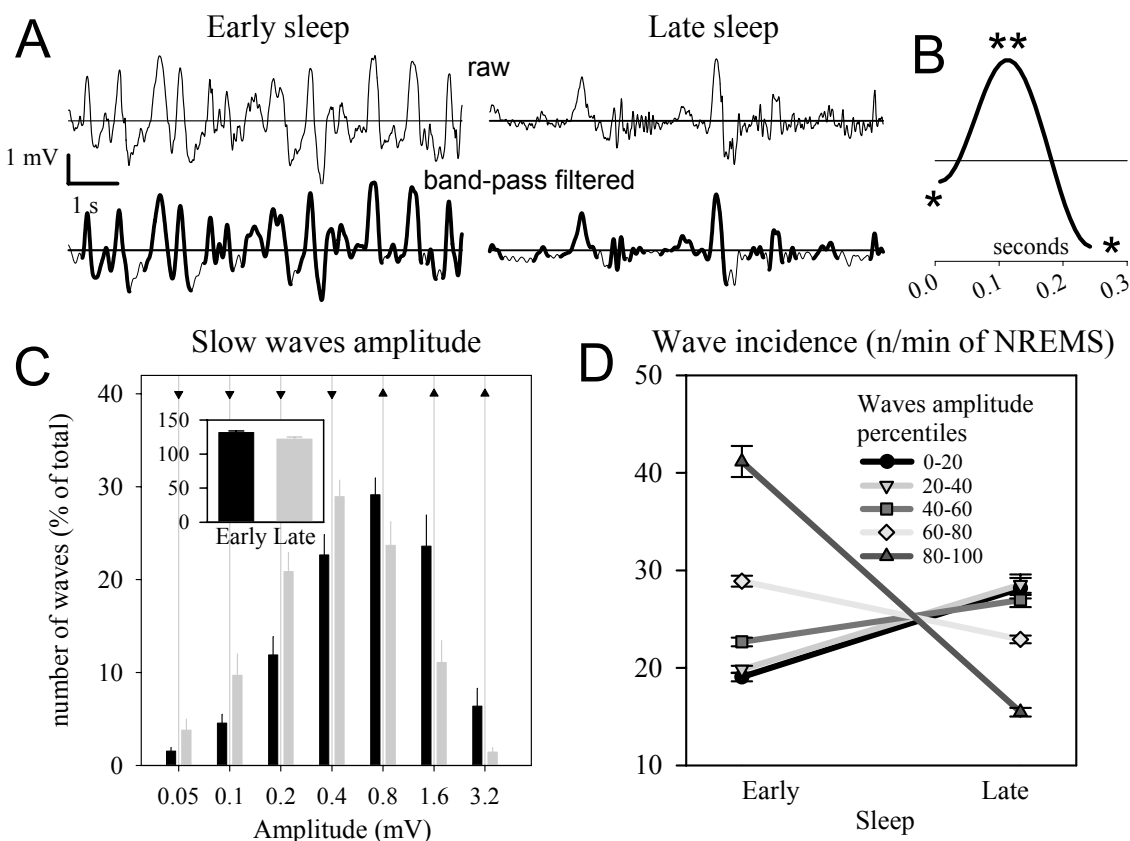 A
Early sleep
Late sleep
raw
1 mV
1 s
band-pass filtered
B
**
*
*
seconds
0.0
0.1
0.2
0.3
C
Slow waves amplitude
number of waves (% of total)
40
30
20
10
0
150
100
50
0
Early Late
0.05 0.1 0.2 0.4 0.8 1.6 3.2
Amplitude (mV)
D
Wave incidence (n/min of NREMS)
50
40
30
20
10
Waves amplitude
percentiles
0-20
20-40
40-60
60-80
80-100
Early Late
Sleep